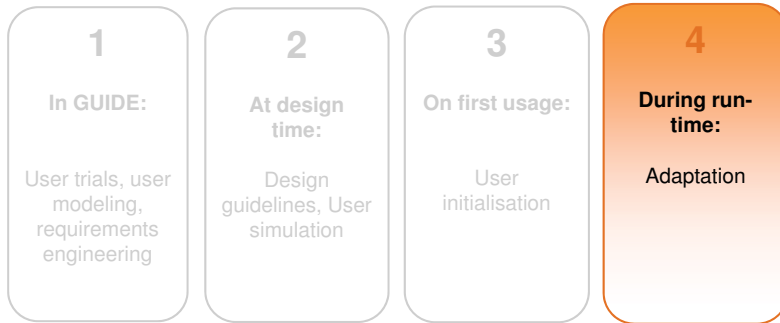 1
In GUIDE:
User trials, user
modeling,
requirements
engineering
2
At design
time:
Design
guidelines, User
simulation
3
On first usage:
User
initialisation
4
During run-
time:
Adaptation